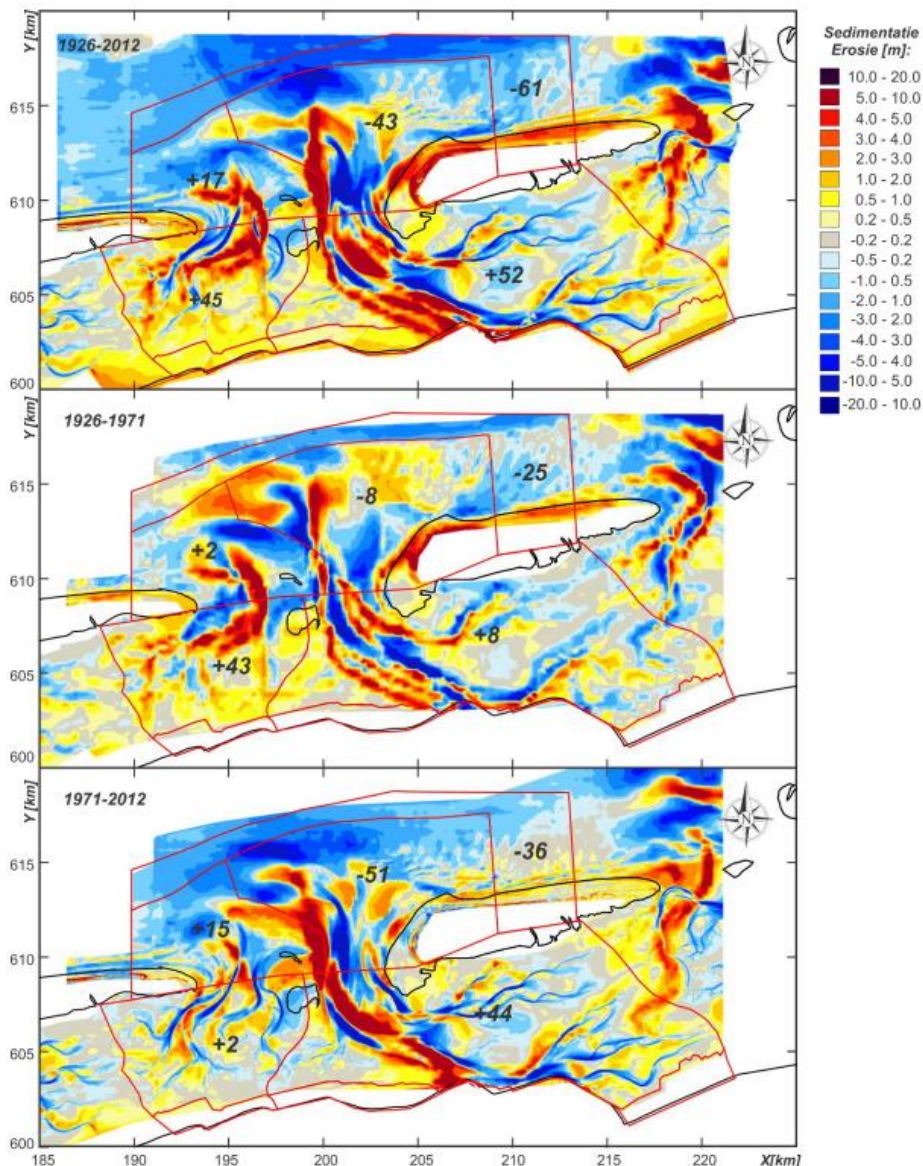 Y [km]
1926-2012
615
610
605
600
-61
-43
+17
+52
+45
N
Sedimentatie
Erosie [m]:
10.0 - 20.0
5.0 - 10.0
4.0 - 5.0
3.0 - 4.0
2.0 - 3.0
1.0 - 2.0
0.5 - 1.0
0.2 - 0.5
-0.2 - 0.2
-0.5 - 0.2
-1.0 - 0.5
-2.0 - 1.0
-3.0 - 2.0
-4.0 - 3.0
-5.0 - 4.0
-10.0 - 5.0
-20.0 - 10.0
Y [km]
1926-1971
615
610
605
600
-25
-8
+2
+8
+43
N
Y [km]
1971-2012
615
610
605
600
-36
-51
+15
+44
+2
N
185 190 195 200 205 210 215 220 X[km]